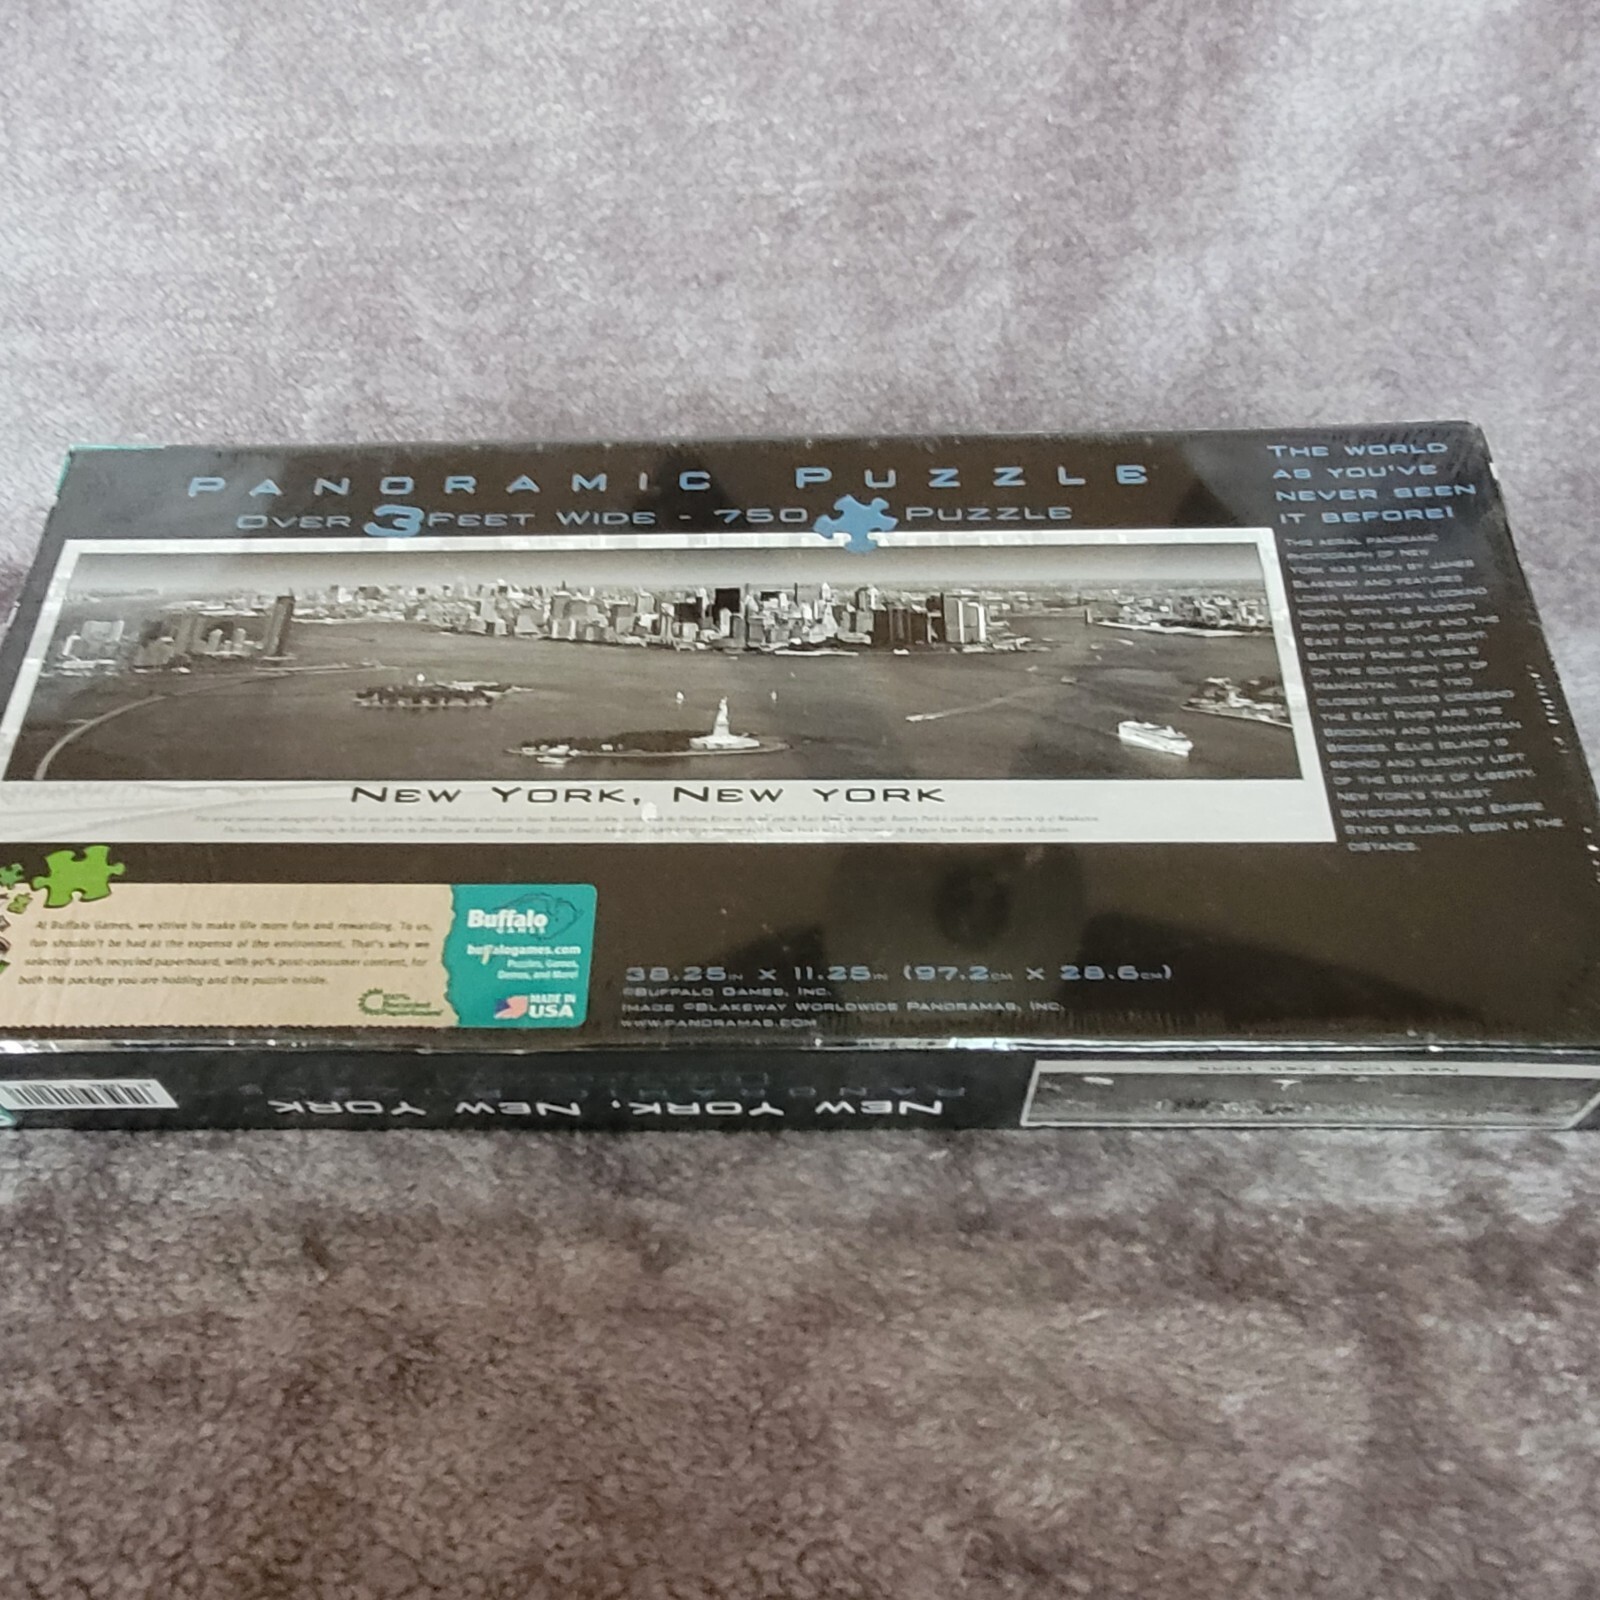 PANORAMIC PUZZLE
OVER 3 FEET WIDE - 750 PUZZLE
THE WORLD
AS YOU'VE
NEVER SEEN
IT BEFORE!
THIS AERIAL PANORAMIC
PHOTOGRAPH OF NEW
YORK WAS TAKEN BY JAMES
BLAKEWAY AND FEATURES
LOWER MANHATTAN, LOOKING
NORTH, WITH THE HUDSON
RIVER ON THE LEFT AND THE
EAST RIVER ON THE RIGHT.
BATTERY PARK IS VISIBLE
ON THE SOUTHERN TIP OF
MANHATTAN. THE TWO
CLOSEST BRIDGES CROSSING
THE EAST RIVER ARE THE
BROOKLYN AND MANHATTAN
BRIDGES. ELLIS ISLAND IS
BEHIND AND SLIGHTLY LEFT
OF THE STATUE OF LIBERTY.
NEW YORK'S TALLEST
SKYSCRAPER IS THE EMPIRE
STATE BUILDING, SEEN IN THE
DISTANCE.
NEW YORK, NEW YORK
At Buffalo Games, we strive to make life more fun and rewarding. To us,
fun shouldn't be had at the expense of the environment. That's why we
selected 100% recycled paperboard, with 90% post-consumer content, for
both the package you are holding and the puzzle inside.
100%
Recycled
Paperboard
Buffalo
GAMES
buffalogames.com
Puzzles, Games,
Demos, and More!
MADE IN
USA
38.25IN X 11.25IN (97.2CM X 28.6CM)
©BUFFALO GAMES, INC.
IMAGE ©BLAKEWAY WORLDWIDE PANORAMAS, INC.
WWW.PANORAMAS.COM
NEW YORK, NEW YORK
NEW YORK, NEW YORK